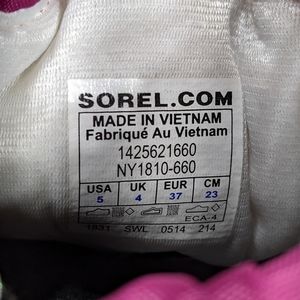 SOREL.COM
MADE IN VIETNAM
Fabriqué Au Vietnam
1425621660
NY1810-660
USA UK EUR CM
5 4 37 23
ECA-4
1831 SWL 0514 214